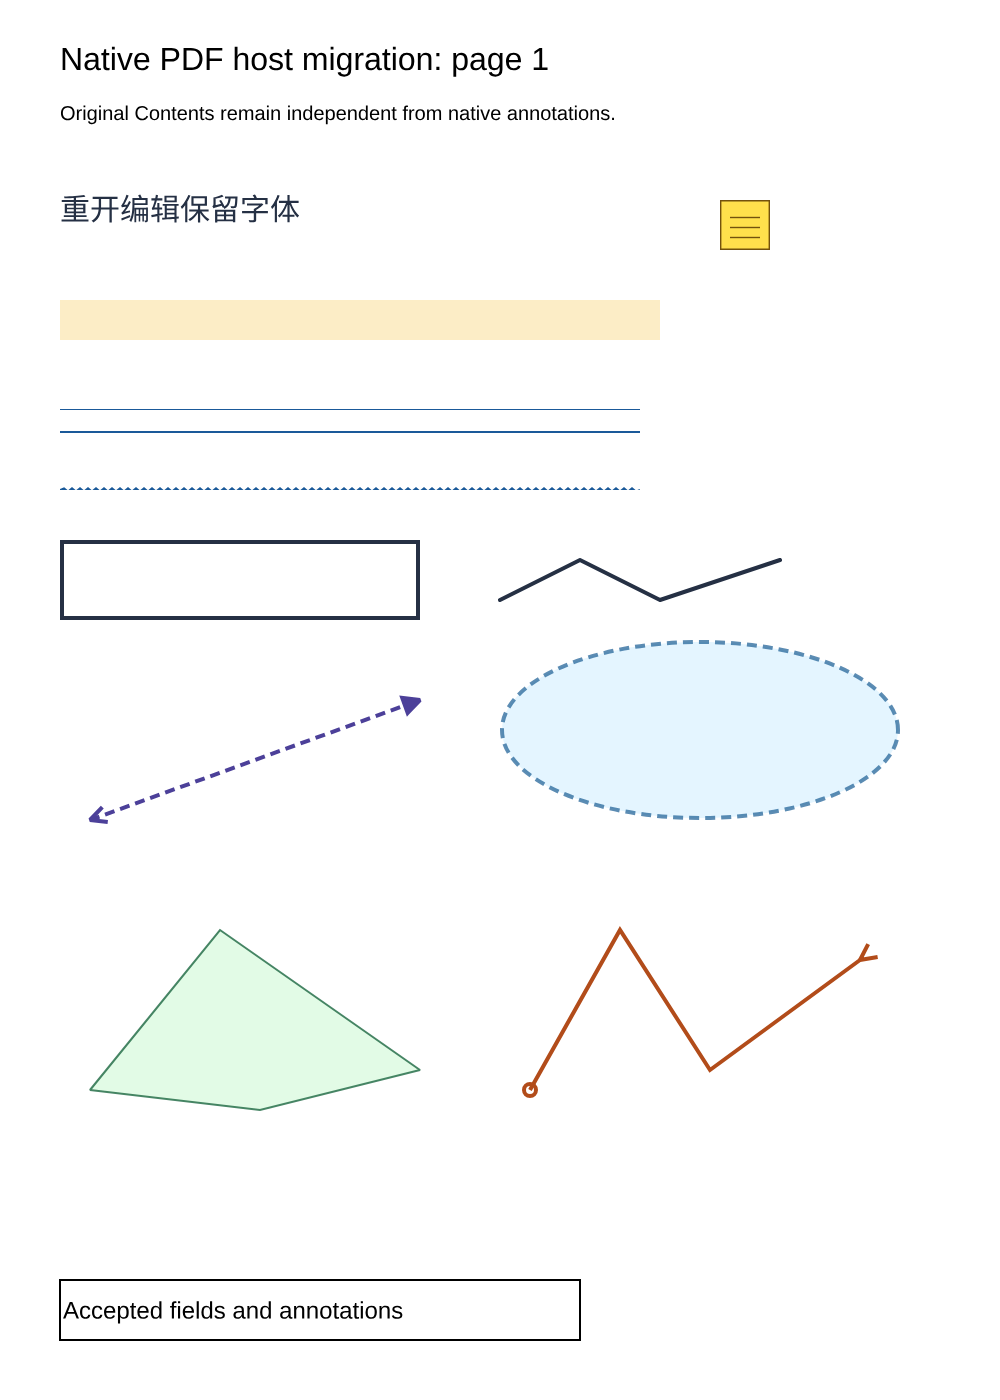 Native PDF host migration: page 1
Original Contents remain independent from native annotations.
重开编辑保留字体
Accepted fields and annotations